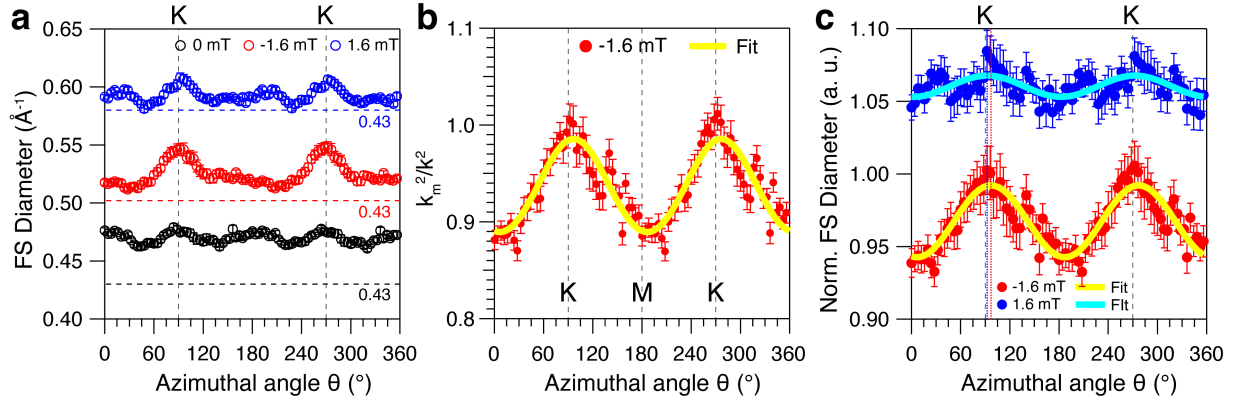 a
K K
0 mT -1.6 mT 1.6 mT
0.65
0.60
0.55
0.50
0.45
0.40
0.43
0.43
0.43
FS Diameter (Å⁻¹)
0 60 120 180 240 300 360
Azimuthal angle θ (°)
b
-1.6 mT Fit
1.1
1.0
0.9
0.8
kₘ²/K²
K M K
0 60 120 180 240 300 360
Azimuthal angle θ (°)
c
K K
1.10
1.05
1.00
0.95
0.90
Norm. FS Diameter (a. u.)
-1.6 mT Fit
1.6 mT FIt
0 60 120 180 240 300 360
Azimuthal angle θ (°)